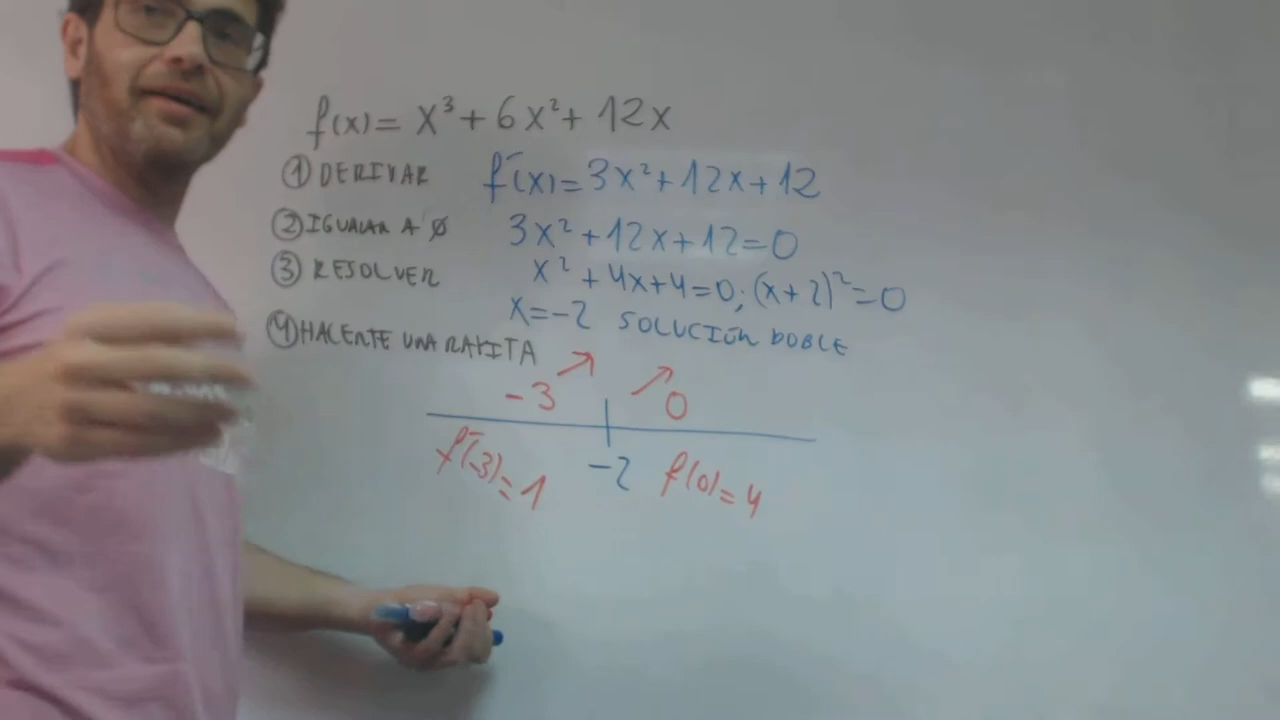 f(x)= x³+6x²+12x
① DERIVAR f'(x)=3x²+12x+12
② IGUALAR A 0 3x²+12x+12=0
③ RESOLVER x²+4x+4=0; (x+2)²=0
x=-2 SOLUCIÓN DOBLE
④ HACERTE UNA RAYITA
-3 ↗ ↗ 0
f'(-3)=1 -2 f(0)=4